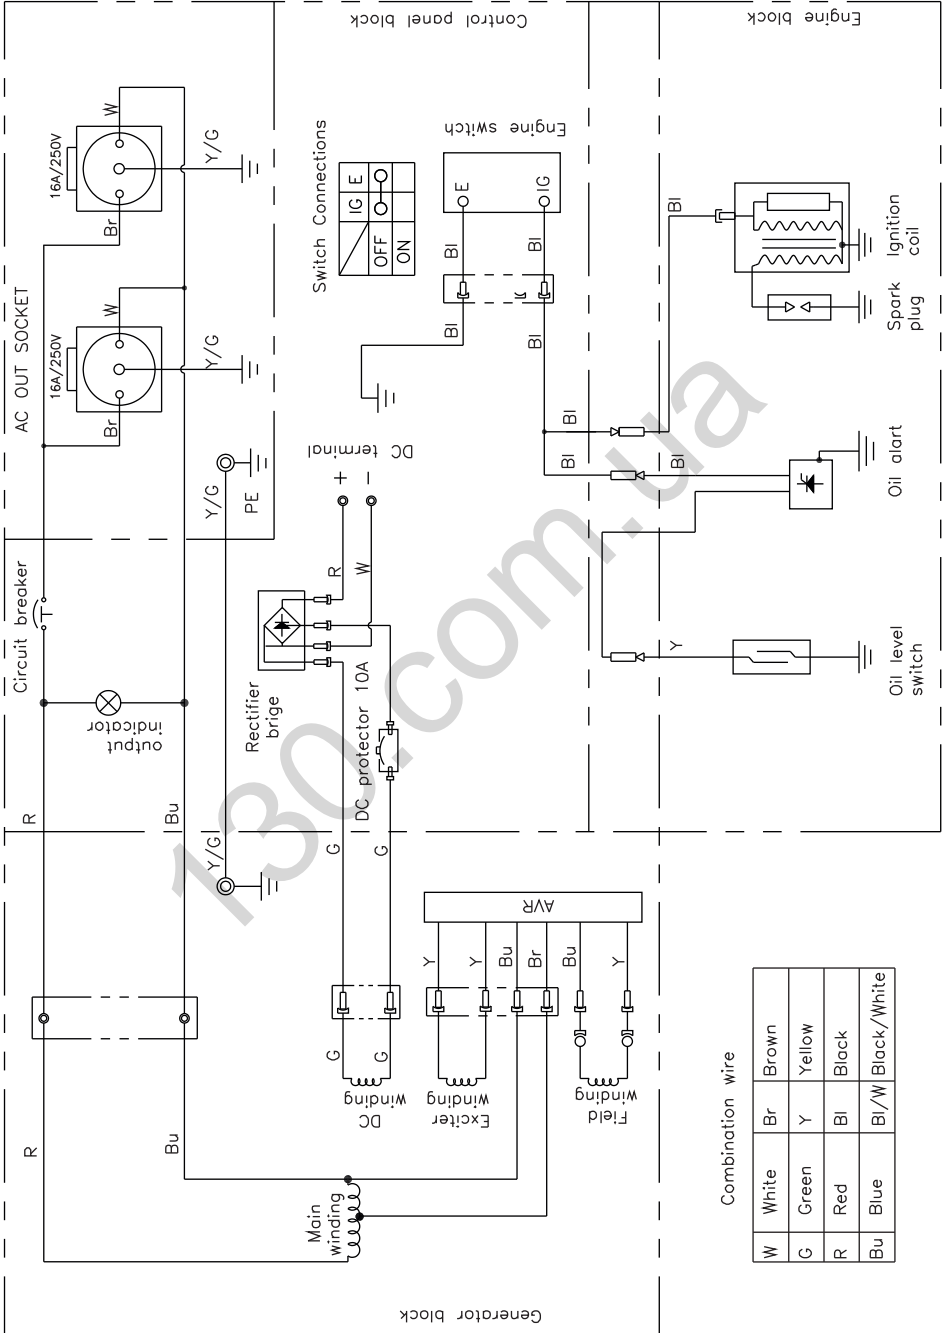 Generator block
Control panel block
Engine block
AC OUT SOCKET
16A/250V
16A/250V
W
Y/G
Br
W
Y/G
Br
Y/G
PE
Y/G
Circuit breaker
output
indicator
R
Bu
R
Bu
Main
winding
Switch Connections
IG E
OFF
ON
Engine switch
E
IG
Bl
Bl
Bl
Bl
Bl
Bl
Bl
Bl
DC terminal
+
−
R
W
Rectifier
brige
DC protector 10A
G
G
G
G
DC
winding
AVR
Y
Y
Bu
Br
Bu
Y
Exciter
winding
Field
winding
Ignition
coil
Spark
plug
Oil alart
Y
Oil level
switch
Combination wire
W White Br Brown
G Green Y Yellow
R Red Bl Black
Bu Blue Bl/W Black/White
130.com.ua